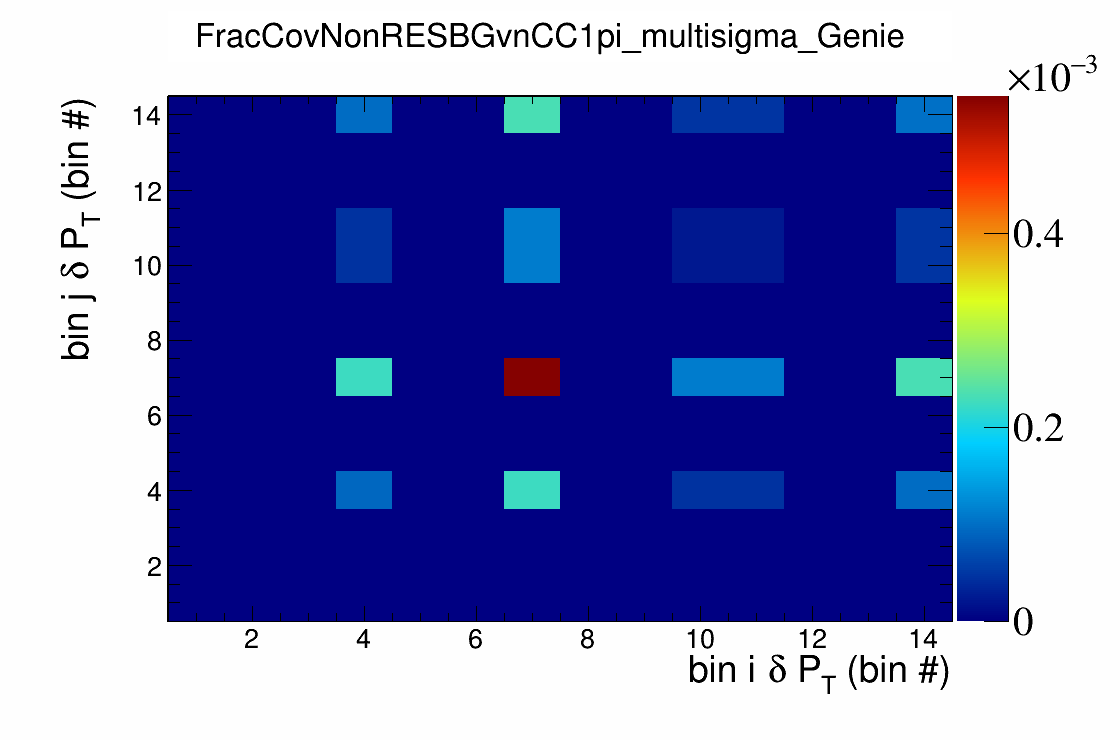 FracCovNonRESBGvnCC1pi_multisigma_Genie
×10⁻³
bin j δ P_T (bin #)
14
12
10
8
6
4
2
0.4
0.2
0
2 4 6 8 10 12 14
bin i δ P_T (bin #)